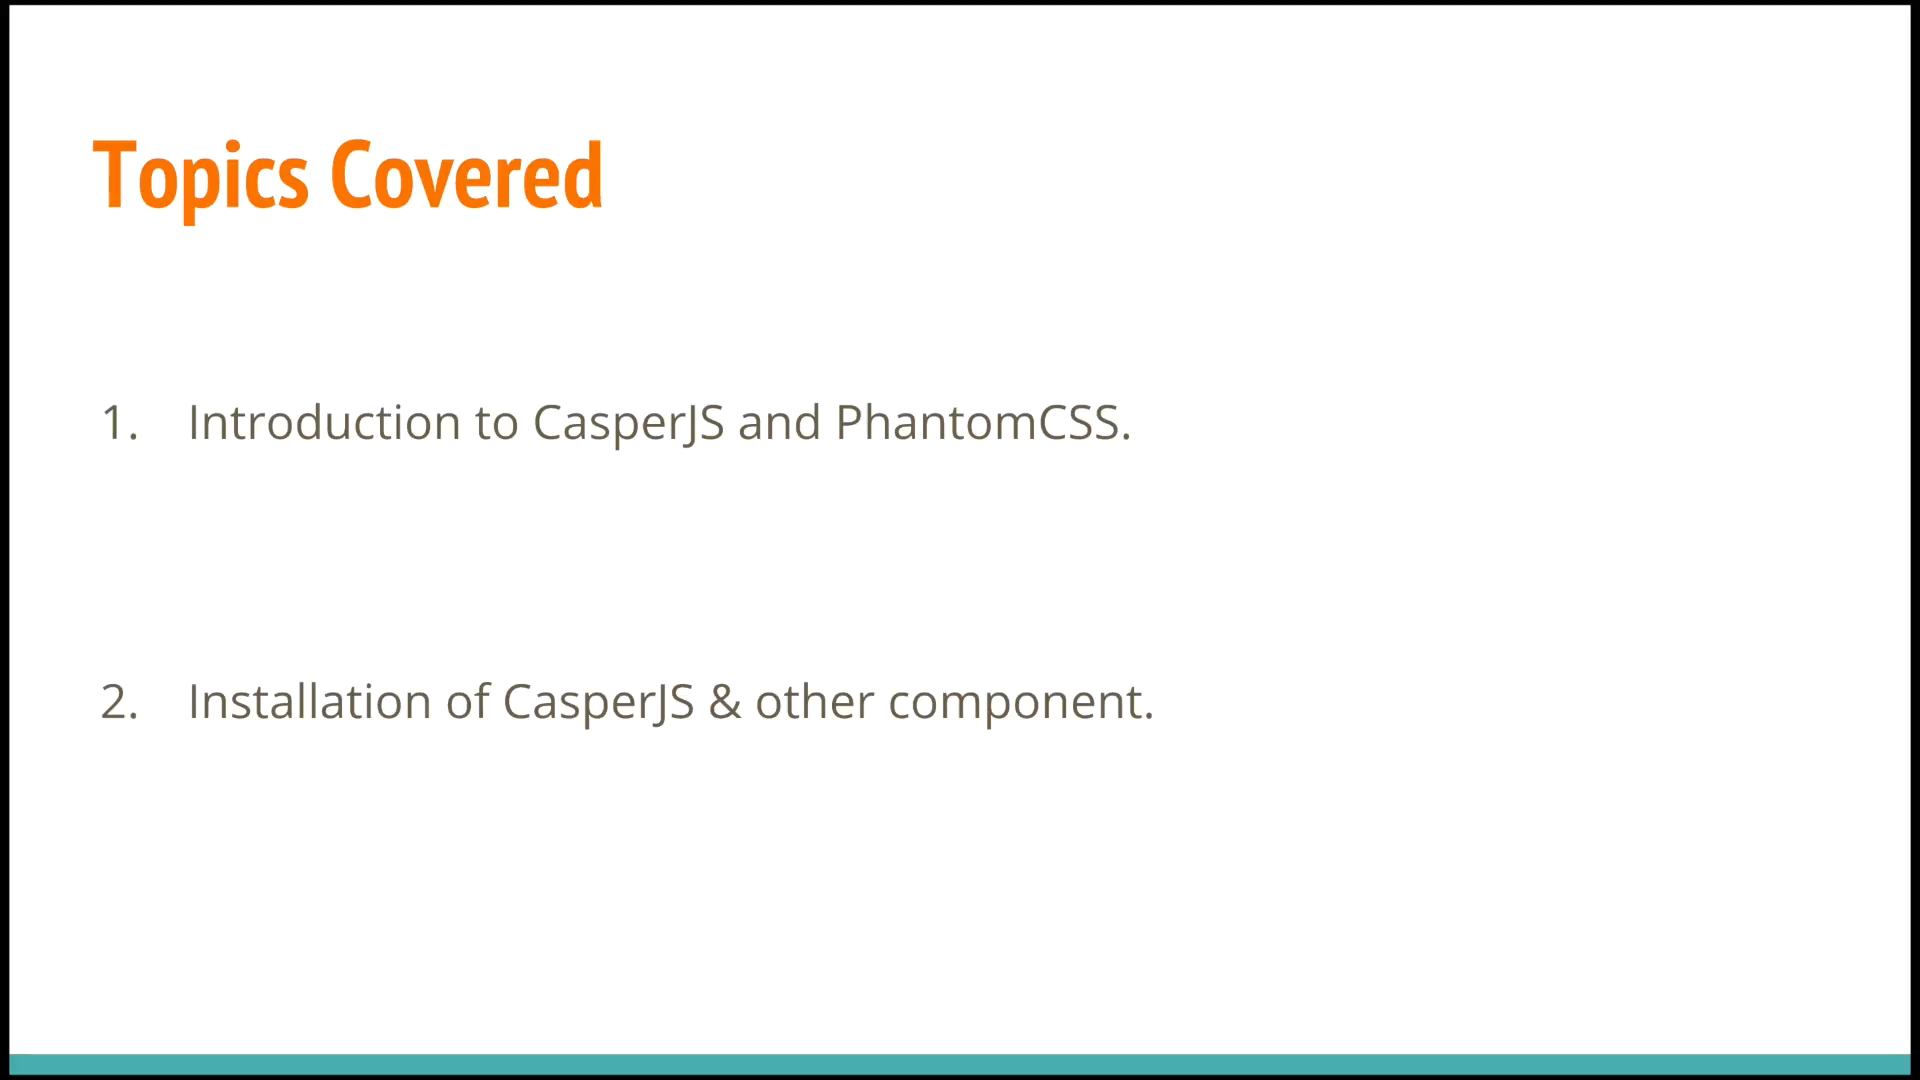 Topics Covered
1. Introduction to CasperJS and PhantomCSS.
2. Installation of CasperJS & other component.